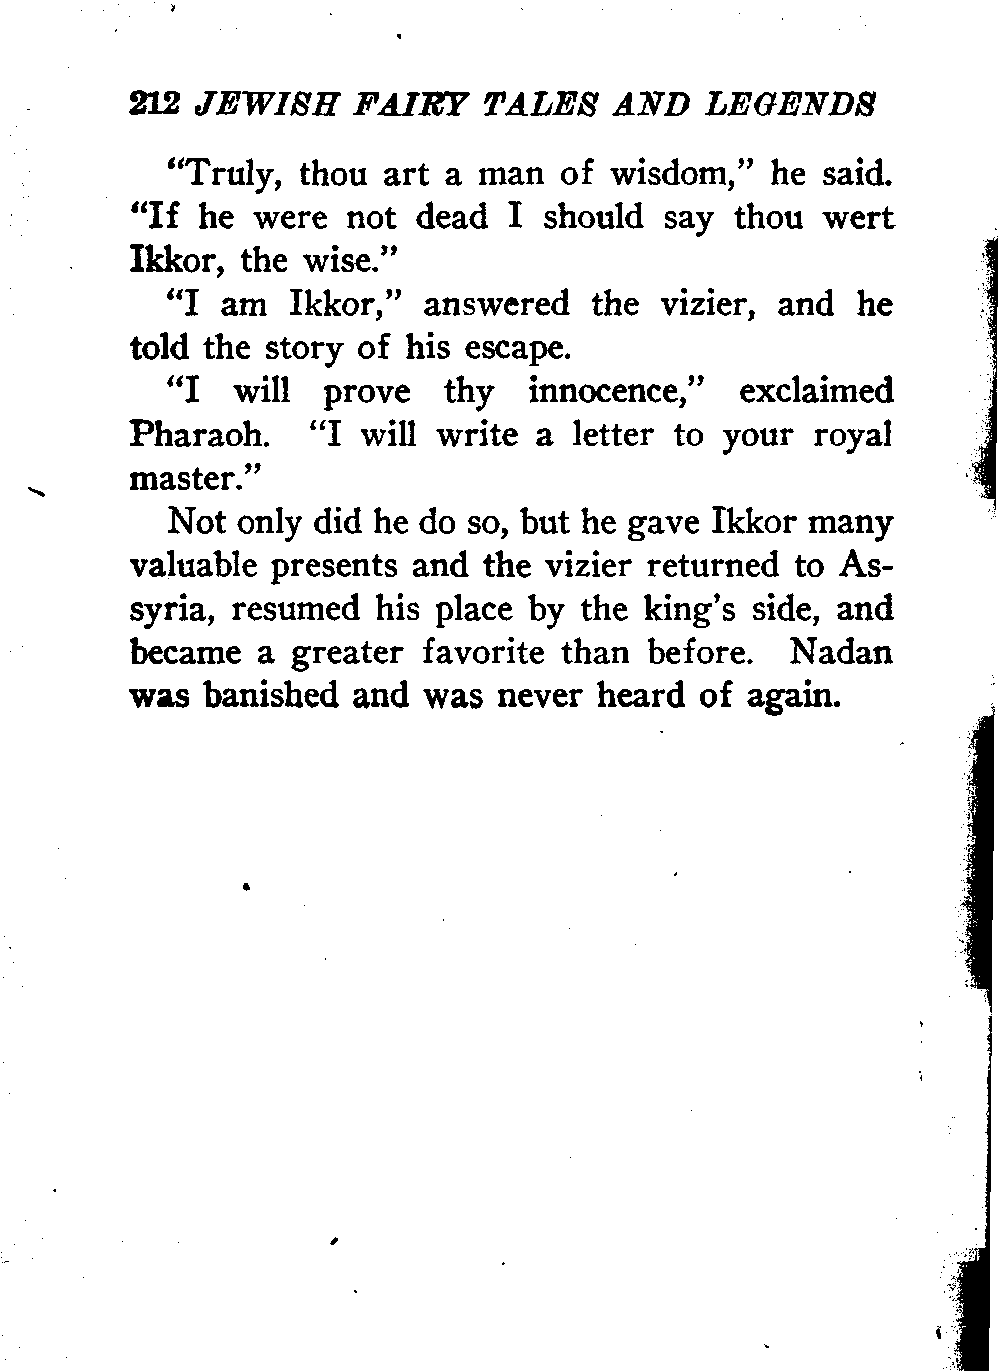 212 JEWISH FAIRY TALES AND LEGENDS
“Truly, thou art a man of wisdom,” he said.
“If he were not dead I should say thou wert
Ikkor, the wise.”
“I am Ikkor,” answered the vizier, and he
told the story of his escape.
“I will prove thy innocence,” exclaimed
Pharaoh. “I will write a letter to your royal
master.”
Not only did he do so, but he gave Ikkor many
valuable presents and the vizier returned to As-
syria, resumed his place by the king’s side, and
became a greater favorite than before. Nadan
was banished and was never heard of again.